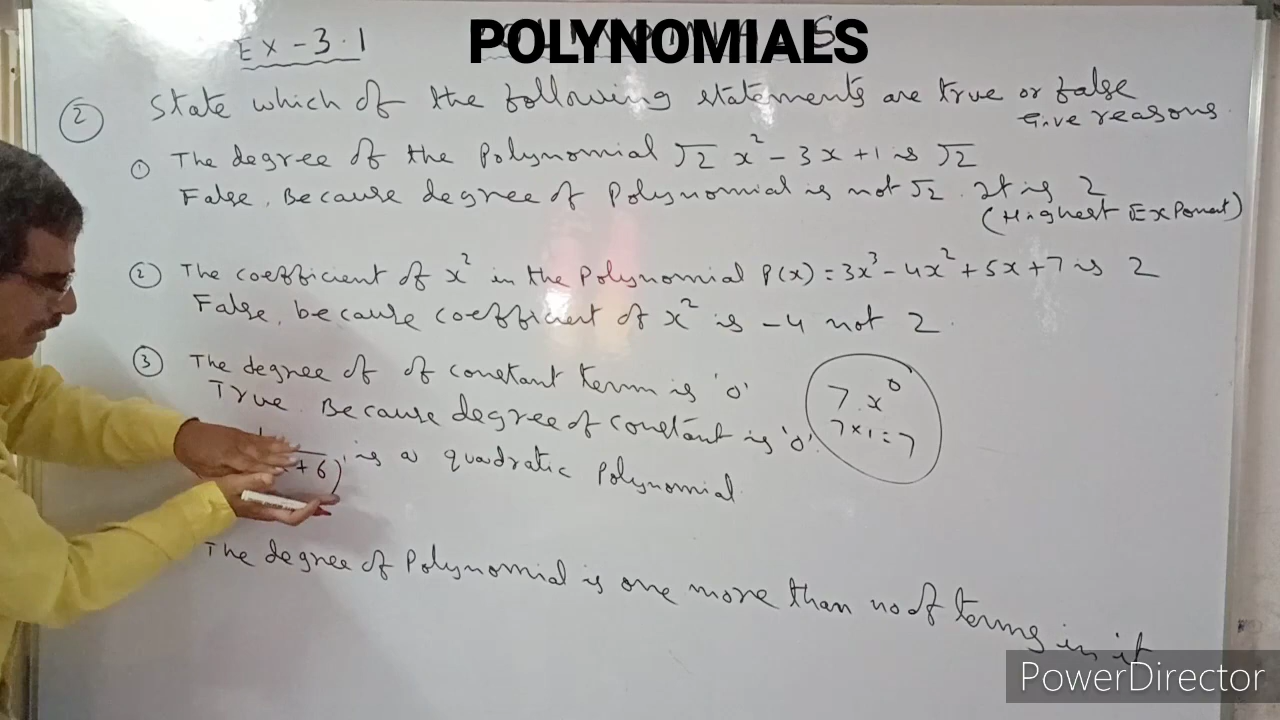 POLYNOMIALS
EX - 3.1
② State which of the following statements are true or false
Give reasons.
① The degree of the Polynomial √2 x² - 3x + 1 is √2
False. Because degree of Polynomial is not √2. It is 2
(Highest Exponent)
② The coefficient of x² in the Polynomial P(x) = 3x³ - 4x² + 5x + 7 is 2
False, because coefficient of x² is -4 not 2.
③ The degree of of constant term is '0'
True. Because degree of constant is '0'.
7.x⁰
7×1=7
+ 6) is a quadratic Polynomial.
The degree of Polynomial is one more than no of terms in it
PowerDirector